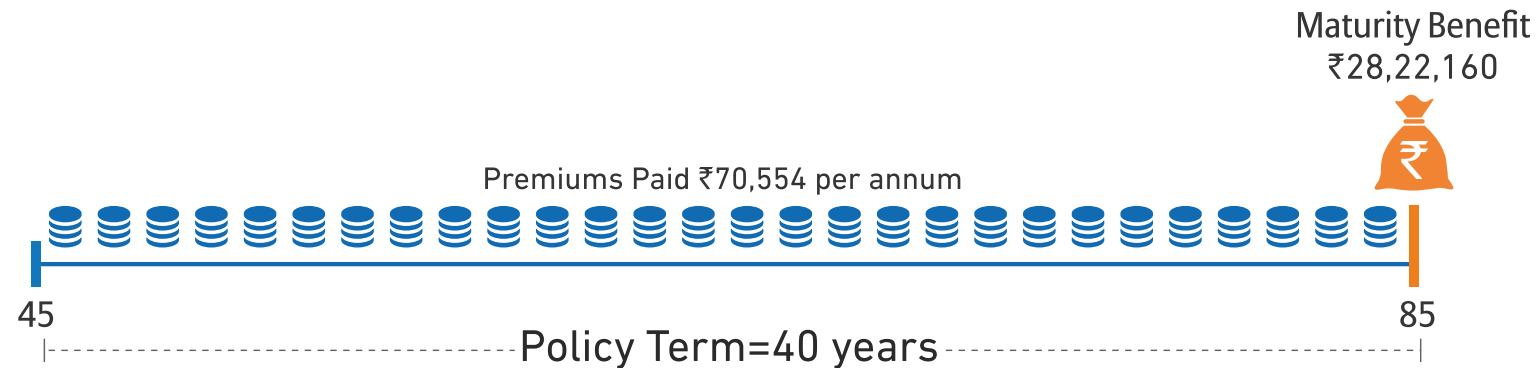 Maturity Benefit
₹28,22,160
₹
Premiums Paid ₹70,554 per annum
45
85
Policy Term=40 years